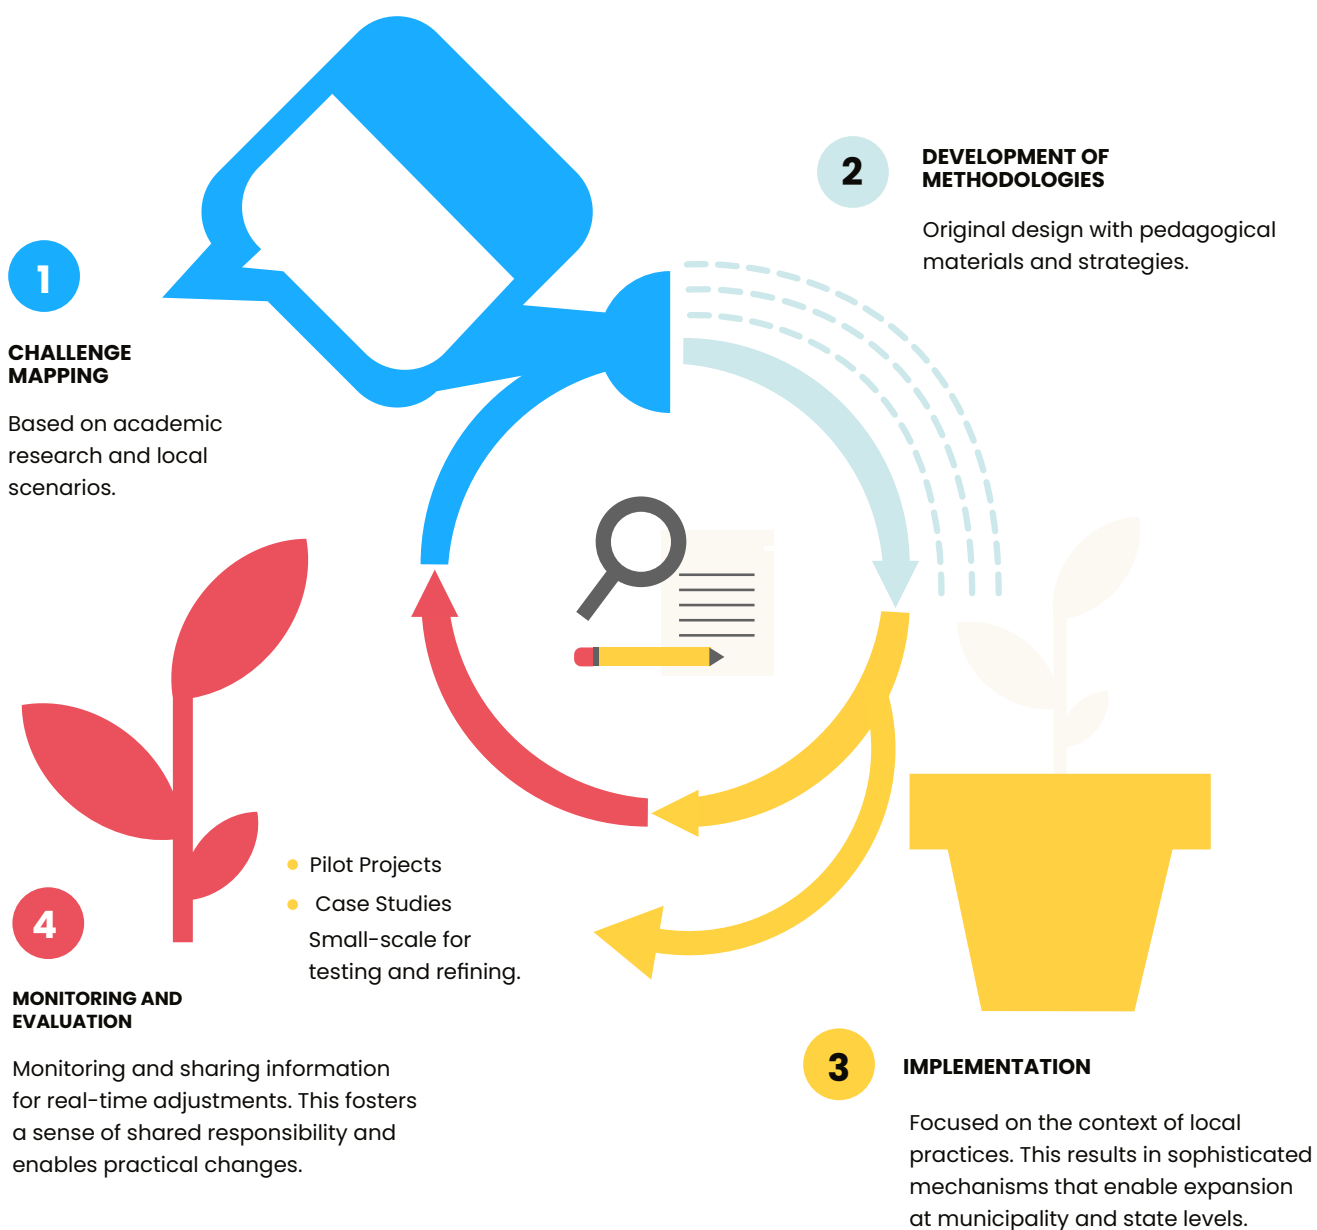 1
CHALLENGE
MAPPING
Based on academic
research and local
scenarios.
2
DEVELOPMENT OF
METHODOLOGIES
Original design with pedagogical
materials and strategies.
3
IMPLEMENTATION
Focused on the context of local
practices. This results in sophisticated
mechanisms that enable expansion
at municipality and state levels.
Pilot Projects
Case Studies
Small-scale for
testing and refining.
4
MONITORING AND
EVALUATION
Monitoring and sharing information
for real-time adjustments. This fosters
a sense of shared responsibility and
enables practical changes.